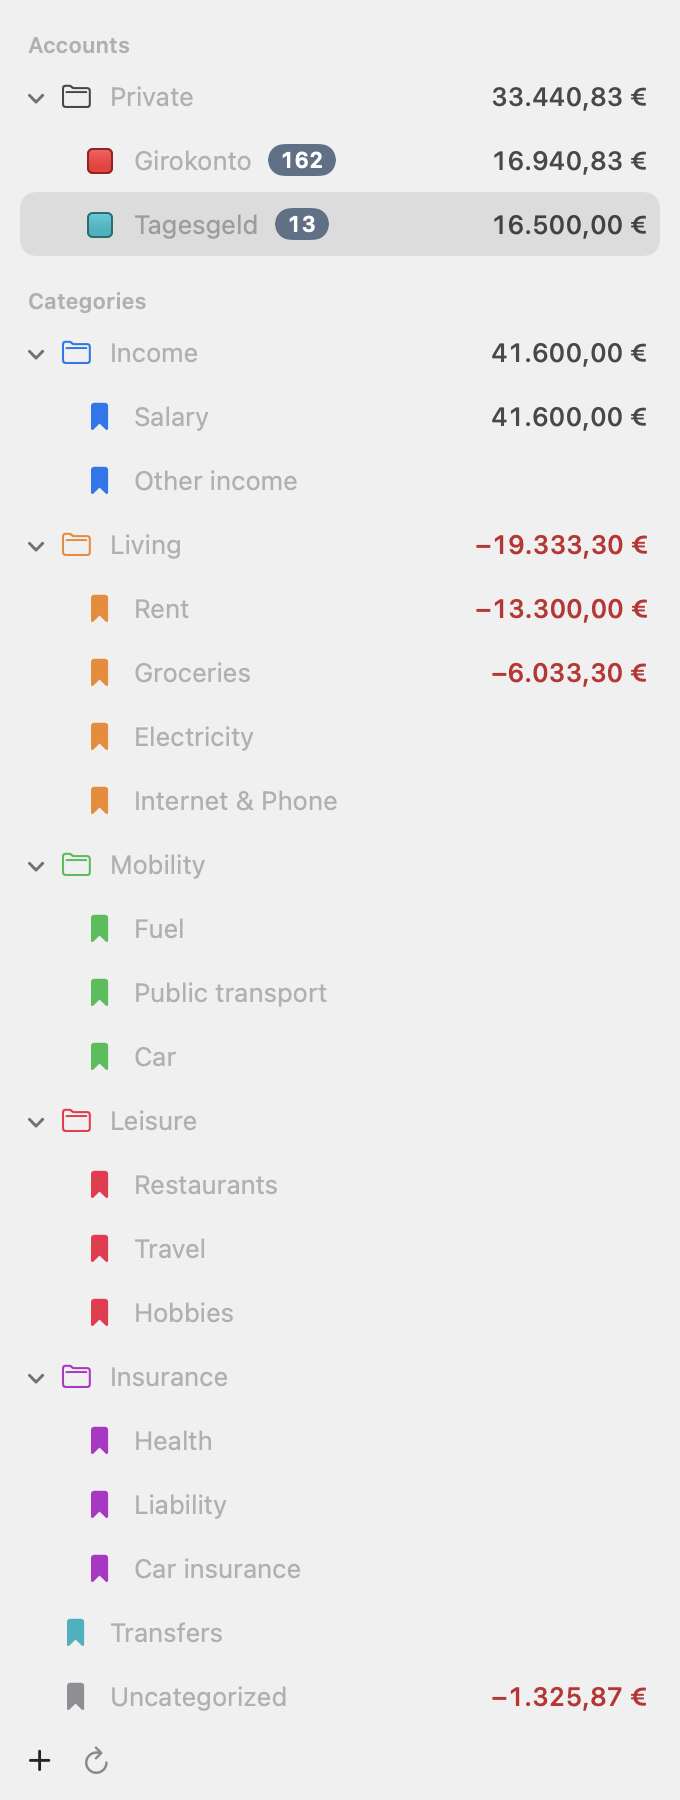 Accounts
Private 33.440,83 €
Girokonto 162 16.940,83 €
Tagesgeld 13 16.500,00 €
Categories
Income 41.600,00 €
Salary 41.600,00 €
Other income
Living −19.333,30 €
Rent −13.300,00 €
Groceries −6.033,30 €
Electricity
Internet & Phone
Mobility
Fuel
Public transport
Car
Leisure
Restaurants
Travel
Hobbies
Insurance
Health
Liability
Car insurance
Transfers
Uncategorized −1.325,87 €